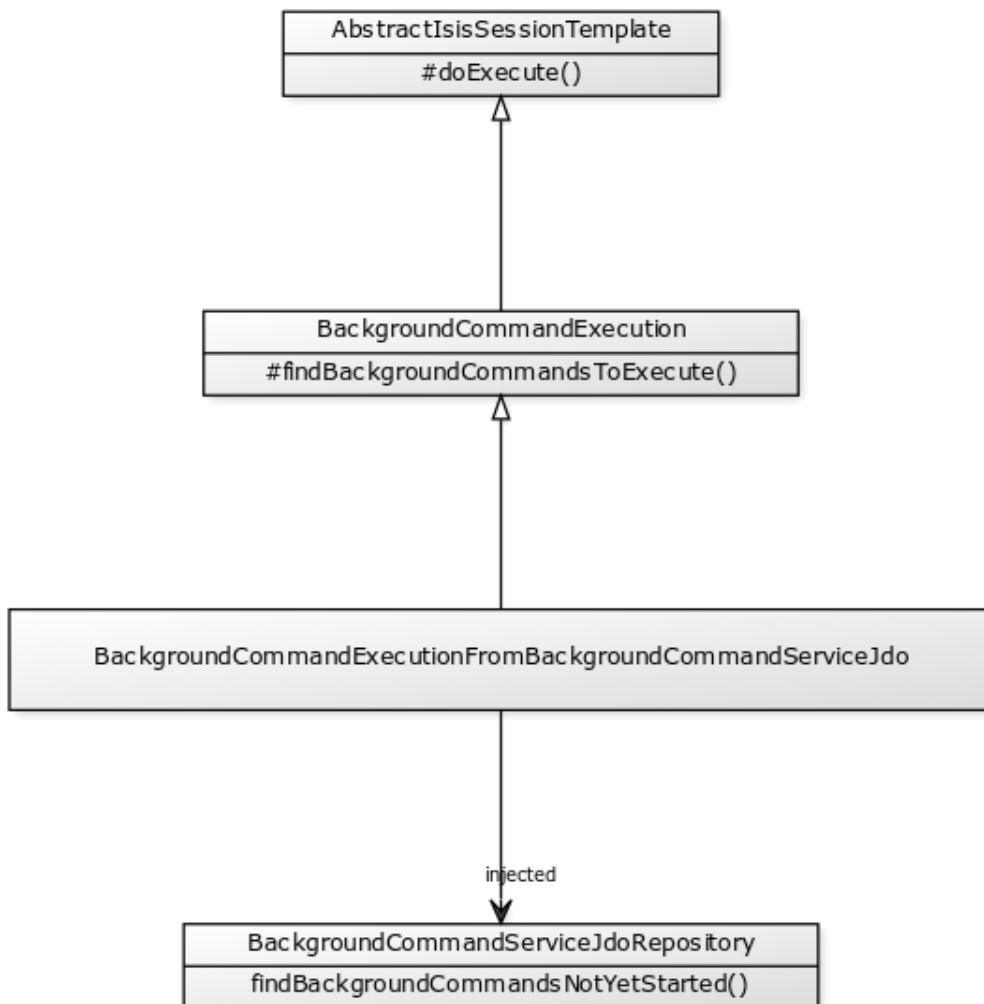 AbstractIsisSessionTemplate
#doExecute()
BackgroundCommandExecution
#findBackgroundCommandsToExecute()
BackgroundCommandExecutionFromBackgroundCommandServiceJdo
injected
BackgroundCommandServiceJdoRepository
findBackgroundCommandsNotYetStarted()